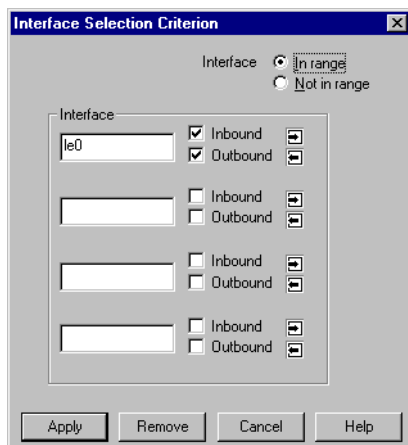 Interface Selection Criterion
Interface In range
Not in range
Interface
le0 Inbound
Outbound
Inbound
Outbound
Inbound
Outbound
Inbound
Outbound
Apply Remove Cancel Help